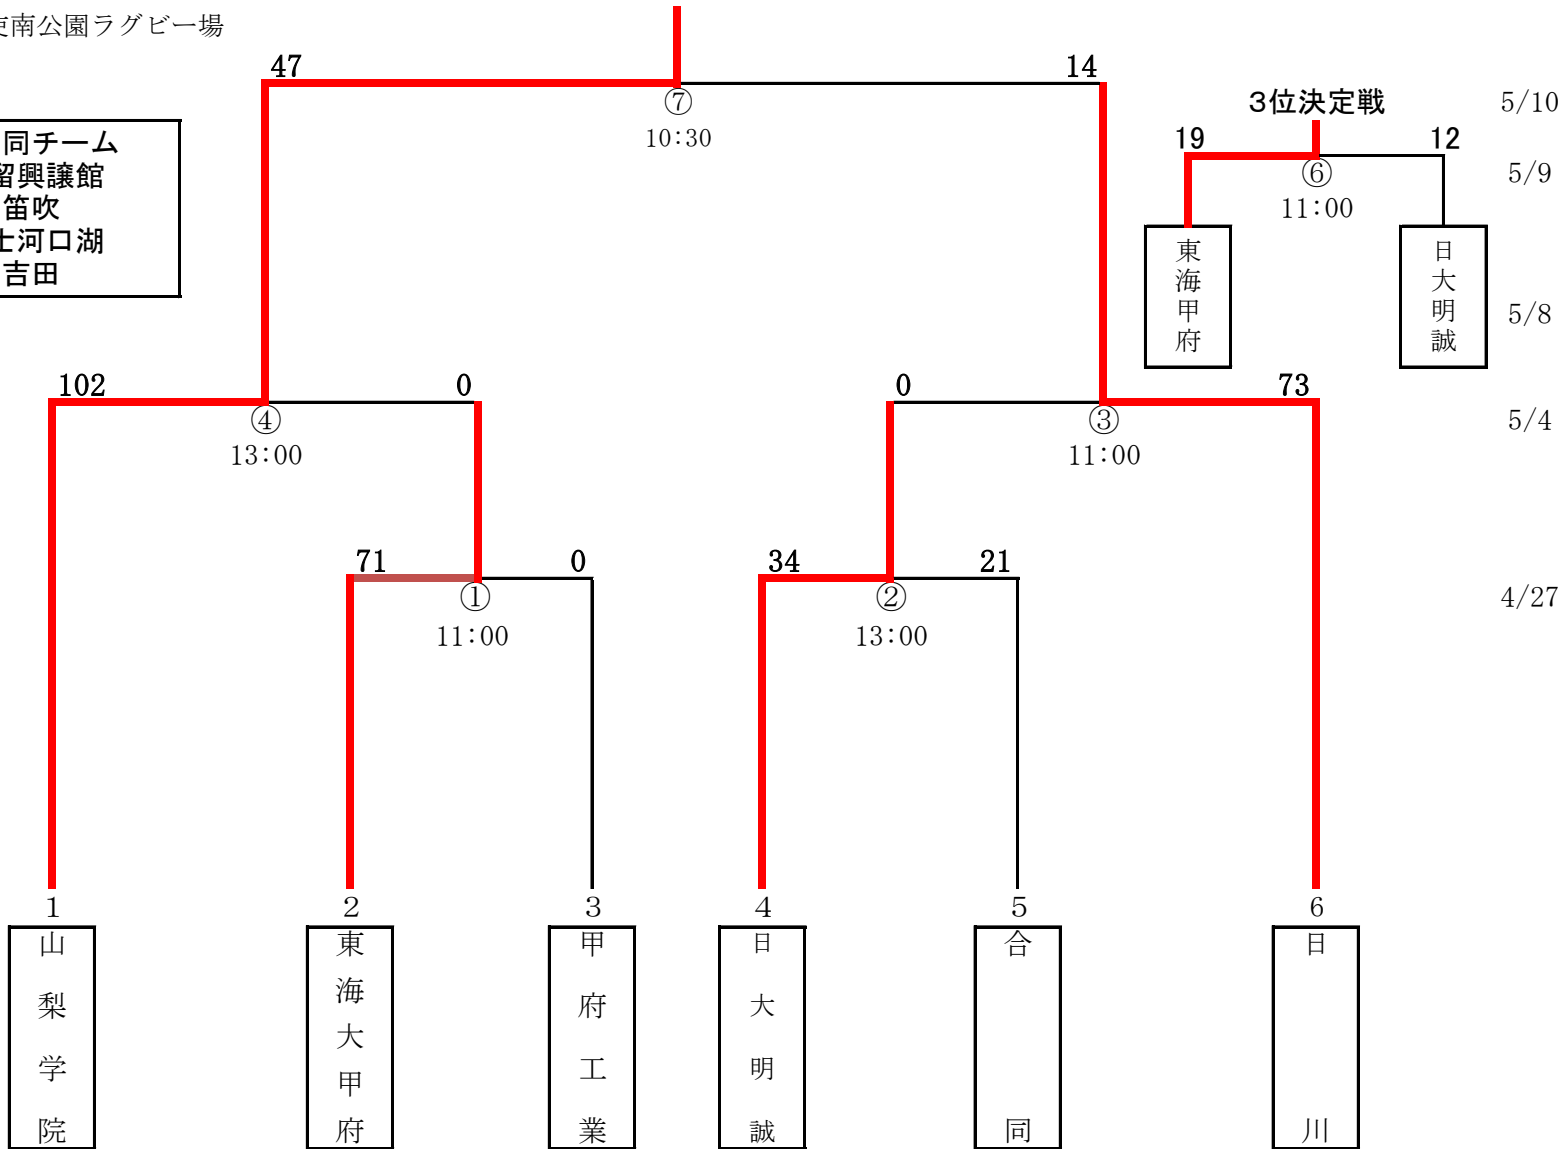 南公園ラグビー場
47
14
⑦
10:30
3位決定戦
5/10
19
12
⑥
11:00
5/9
同チーム
留興譲館
笛吹
士河口湖
吉田
東海甲府
日大明誠
5/8
102
0
④
13:00
0
73
③
11:00
5/4
71
0
①
11:00
34
21
②
13:00
4/27
1
2
3
4
5
6
山梨学院
東海大甲府
甲府工業
日大明誠
合同
日川